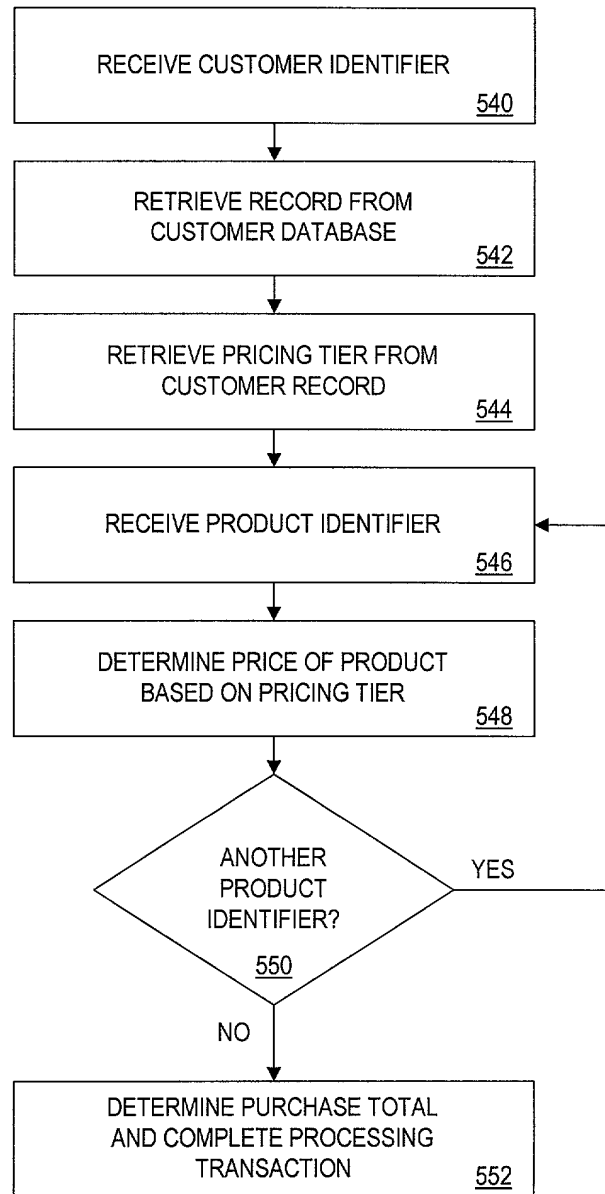 RECEIVE CUSTOMER IDENTIFIER
540
RETRIEVE RECORD FROM
CUSTOMER DATABASE
542
RETRIEVE PRICING TIER FROM
CUSTOMER RECORD
544
RECEIVE PRODUCT IDENTIFIER
546
DETERMINE PRICE OF PRODUCT
BASED ON PRICING TIER
548
ANOTHER
PRODUCT
IDENTIFIER?
550
YES
NO
DETERMINE PURCHASE TOTAL
AND COMPLETE PROCESSING
TRANSACTION
552